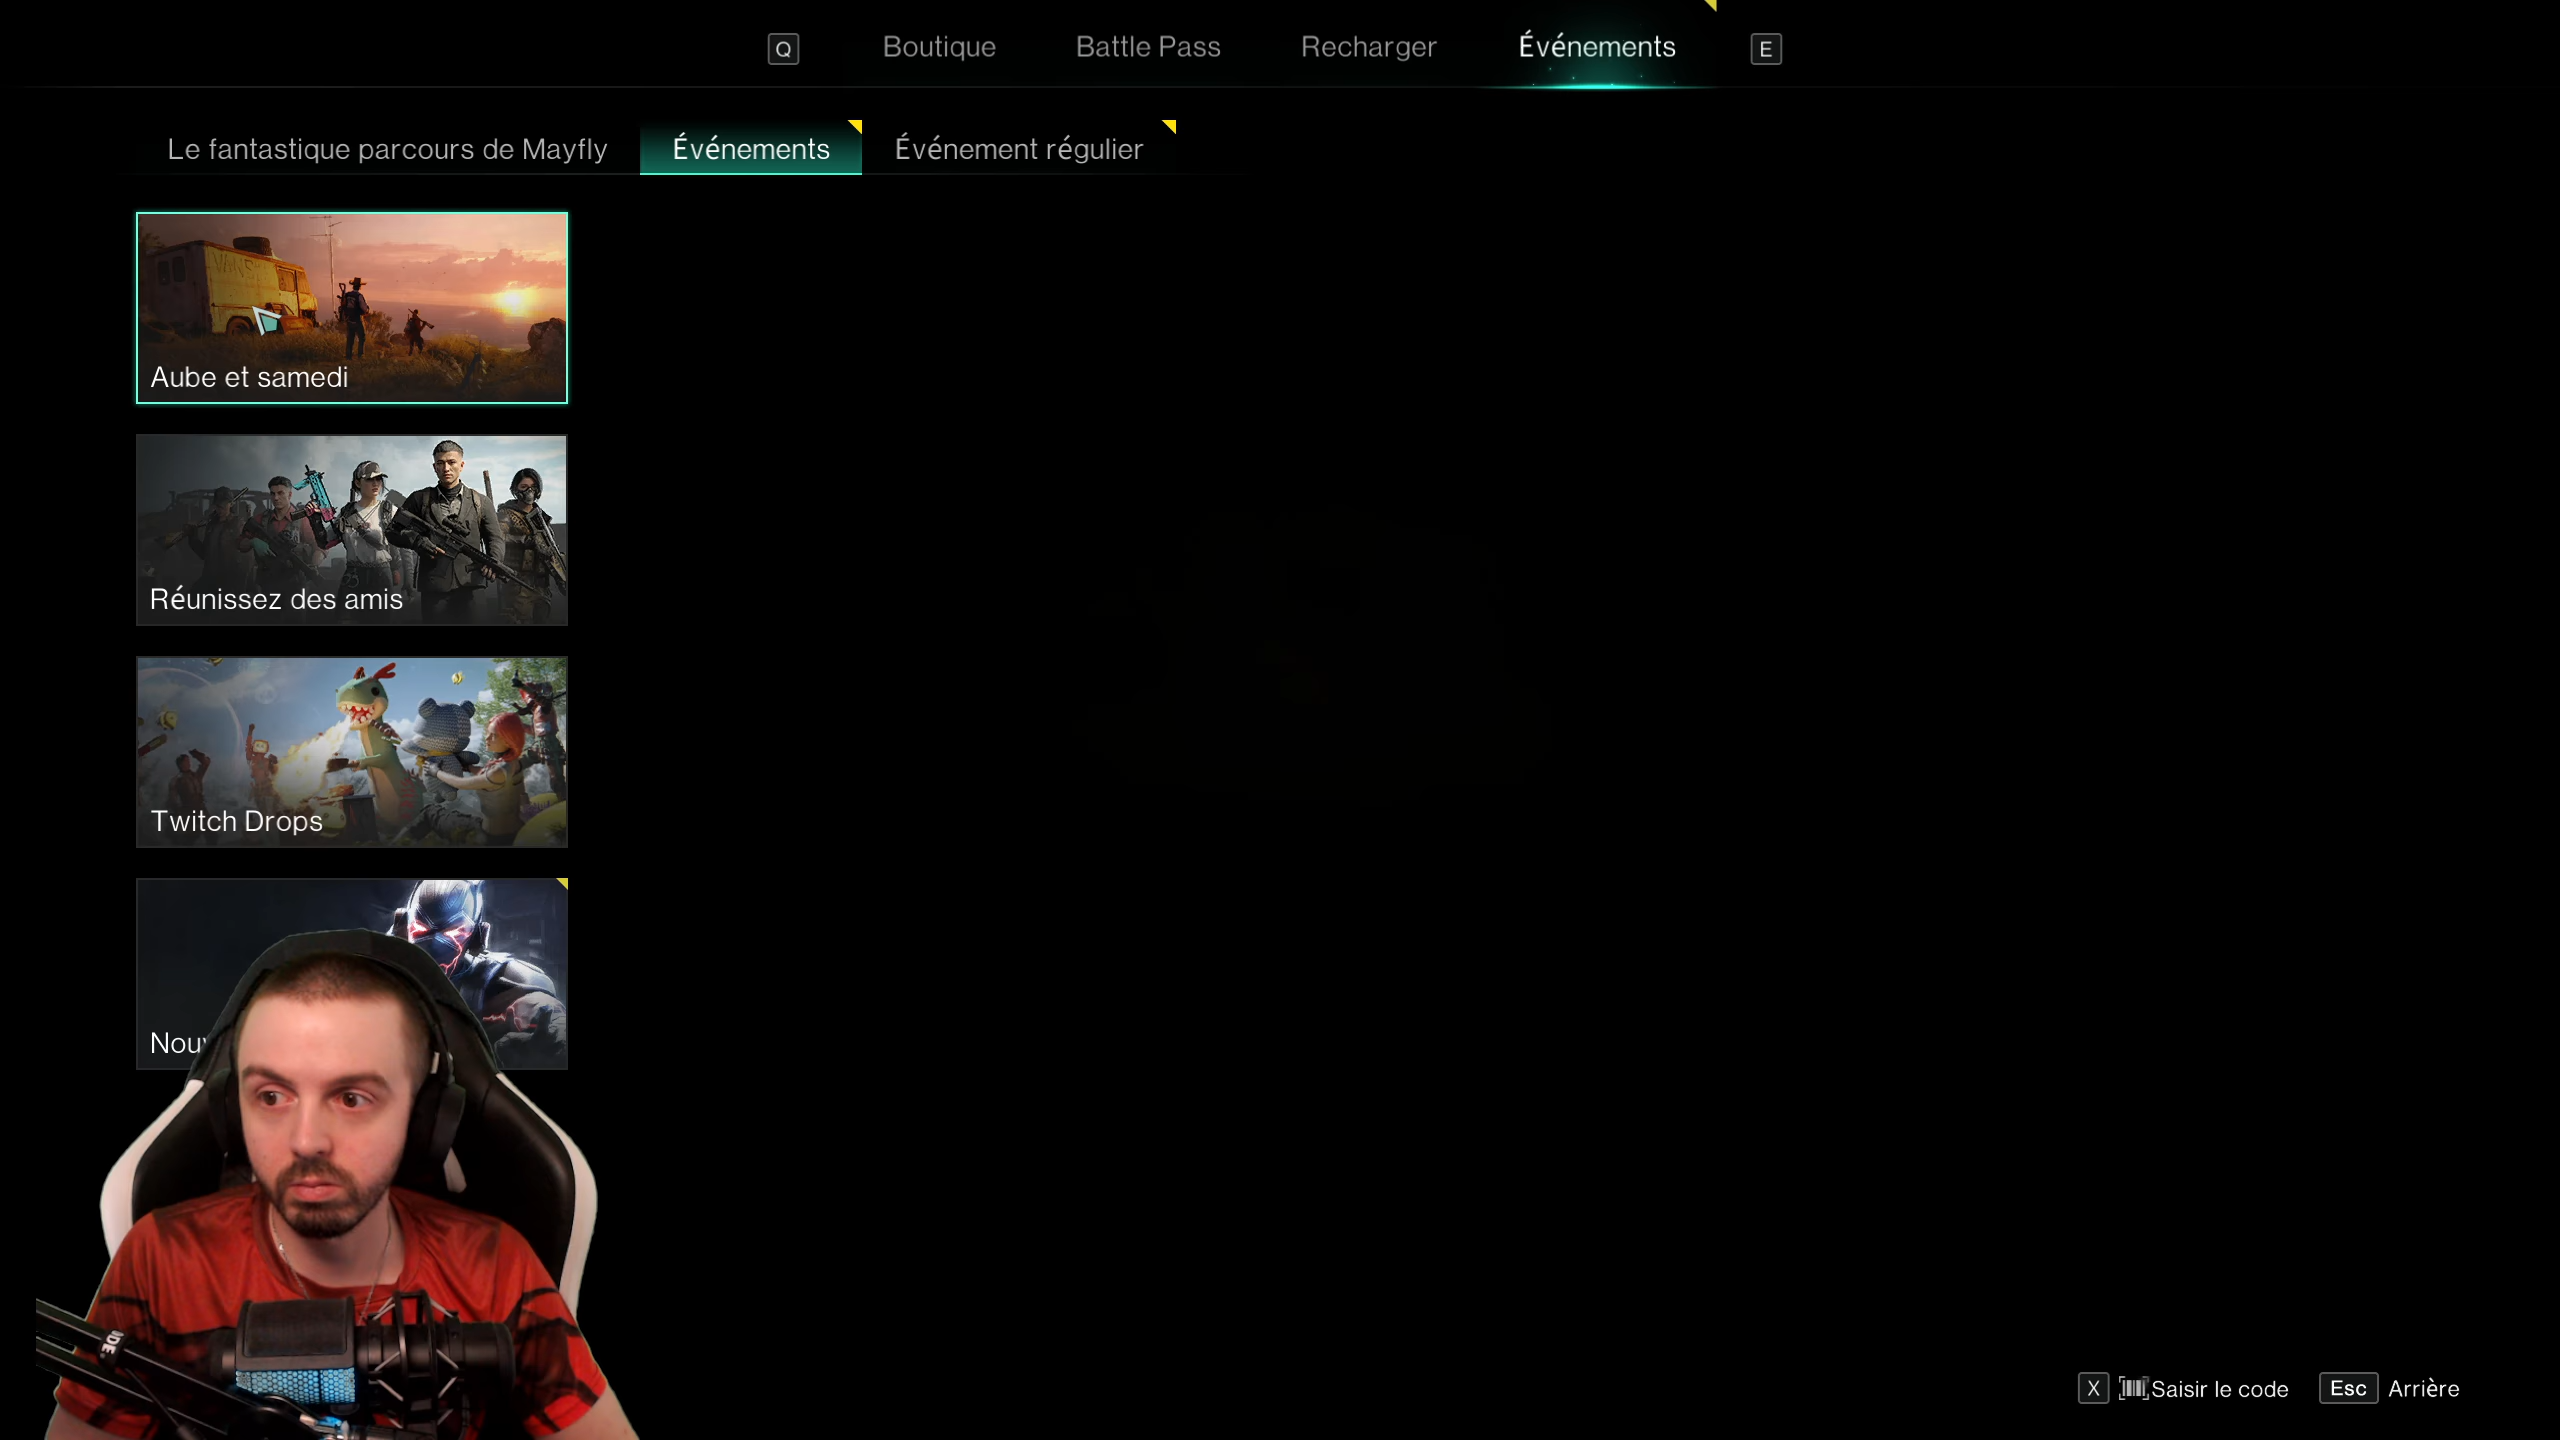 Q Boutique Battle Pass Recharger Événements E
Le fantastique parcours de Mayfly Événements Événement régulier
Aube et samedi
Réunissez des amis
Twitch Drops
X Saisir le code Esc Arrière